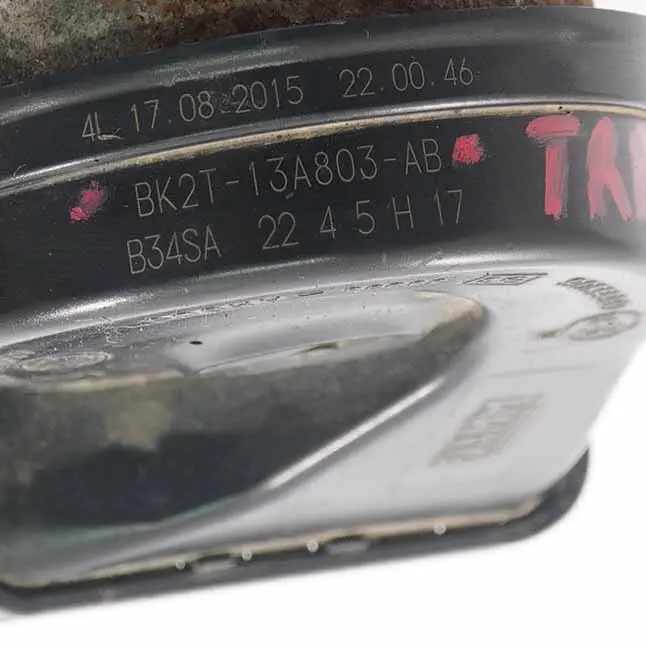 4L 17.08.2015 22.00.46
BK2T-13A803-AB
B34SA 22 4 5 H 17